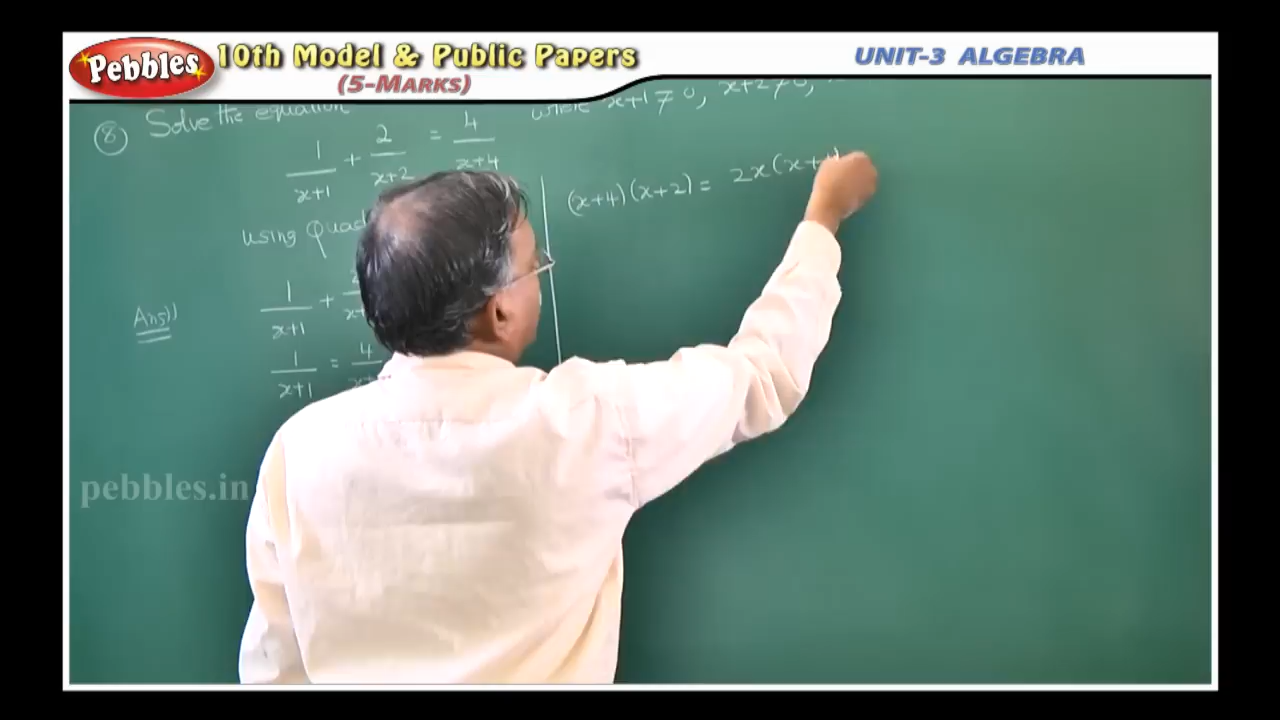 Pebbles 10th Model & Public Papers
(5-MARKS)
UNIT-3 ALGEBRA
8 Solve the equation where x+1 ≠ 0, x+2 ≠ 0,
1/(x+1) + 2/(x+2) = 4/(x+4)
using Quad
Ans))
1/(x+1) +
1/(x+1) = 4
(x+4)(x+2) = 2x(x+
pebbles.in